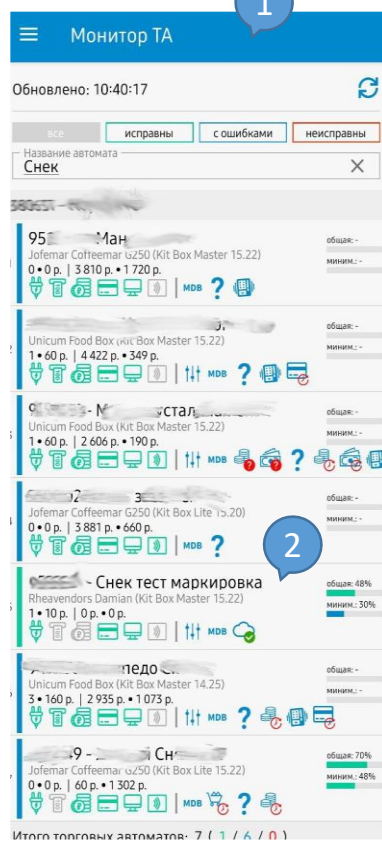 1
Монитор ТА
Обновлено: 10:40:17
все исправны с ошибками неисправны
Название автомата
Снек
95 Ман
Jofemar Coffeemar G250 (Kit Box Master 15.22)
0 • 0 р. | 3 810 р. • 1 720 р.
MDB ?
общая: -
миним.: -
Unicum Food Box (Kit Box Master 15.22)
1 • 60 р. | 4 422 р. • 349 р.
MDB ?
общая: -
миним.: -
Unicum Food Box (Kit Box Master 15.22)
1 • 60 р. | 2 606 р. • 190 р.
MDB ? ? ?
общая: -
миним.: -
Jofemar Coffeemar G250 (Kit Box Lite 15.20)
0 • 0 р. | 3 881 р. • 660 р.
MDB ?
общая: -
миним.: -
2
- Снек тест маркировка
Rheavendors Damian (Kit Box Master 15.22)
1 • 10 р. | 0 р. • 0 р.
MDB
общая: 48%
миним.: 30%
Unicum Food Box (Kit Box Master 14.25)
3 • 160 р. | 2 935 р. • 1 073 р.
MDB ?
общая: -
миним.: -
Jofemar Coffeemar G250 (Kit Box Lite 15.22)
0 • 0 р. | 60 р. • 1 302 р.
MDB
общая: 70%
миним.: 48%
Итого торговых автоматов: 7 ( 1 / 6 / 0 )